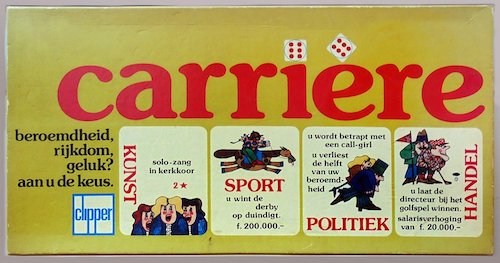 carrière
beroemdheid,
rijkdom,
geluk?
aan u de keus.
clipper
KUNST
solo-zang
in kerkkoor
2 ★
SPORT
u wint de
derby
op duindigt.
f. 200.000.-
u wordt betrapt met
een call-girl
u verliest
de helft
van uw
beroemd-
heid
POLITIEK
HANDEL
u laat de
directeur bij het
golfspel winnen.
salarisverhoging
van f. 20.000.-